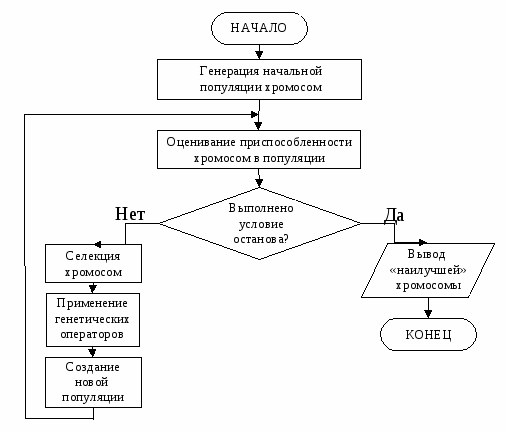 НАЧАЛО
Генерация начальной
популяции хромосом
Оценивание приспособленности
хромосом в популяции
Выполнено
условие
останова?
Нет
Да
Селекция
хромосом
Применение
генетических
операторов
Создание
новой
популяции
Вывод
«наилучшей»
хромосомы
КОНЕЦ